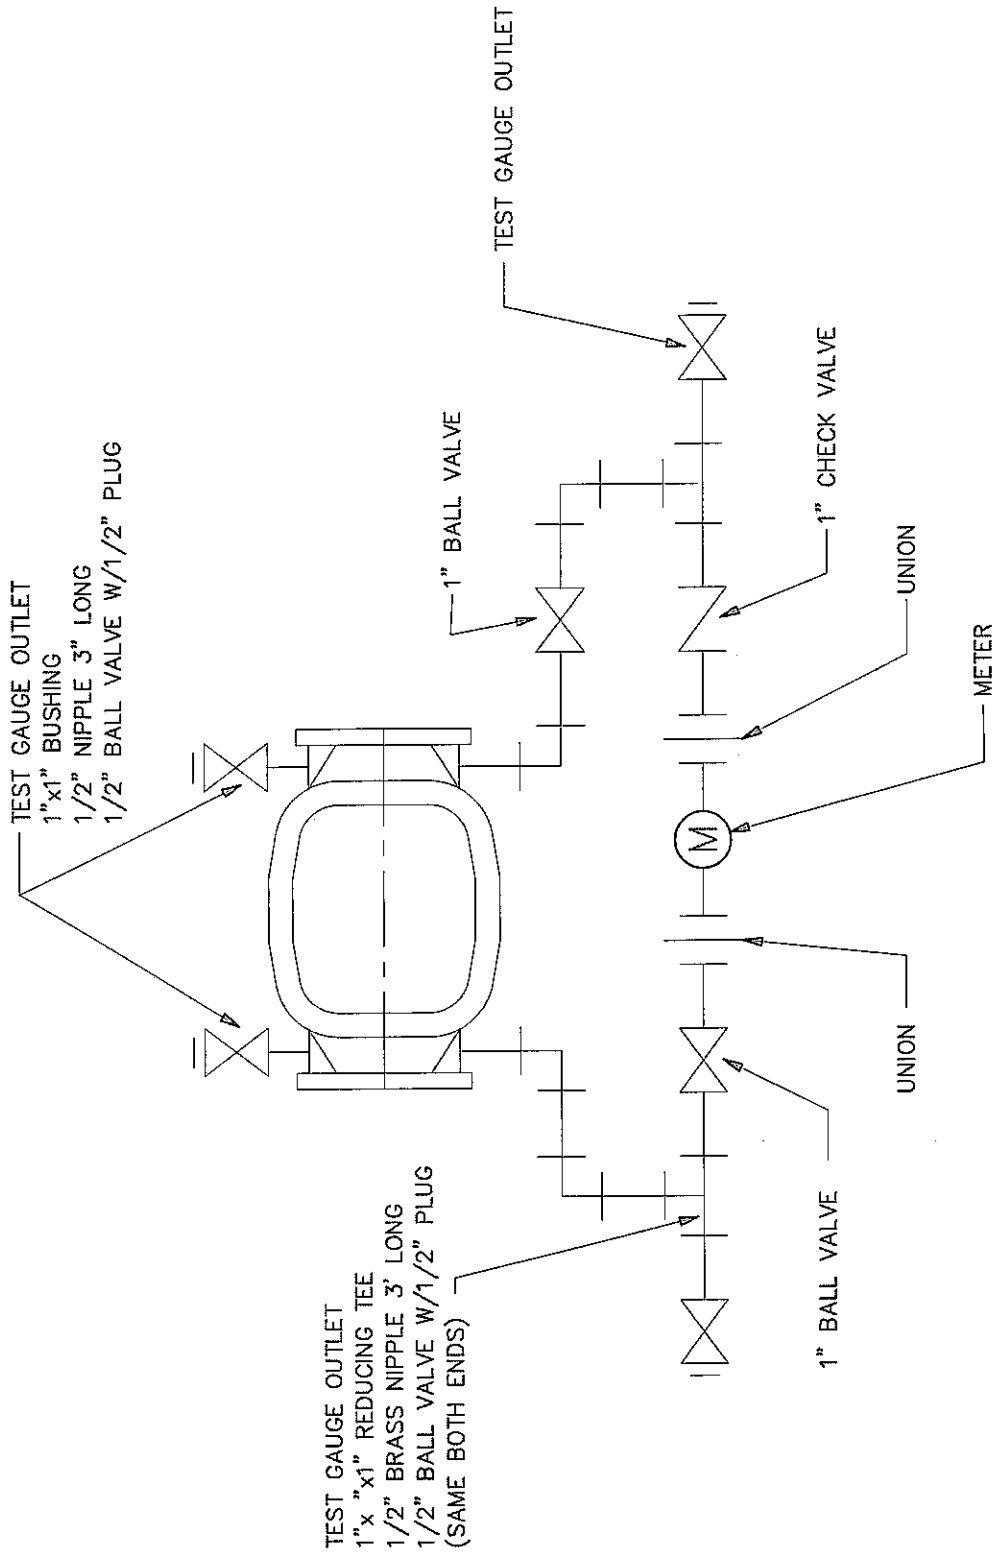 TEST GAUGE OUTLET
1"x1" BUSHING
1/2" NIPPLE 3" LONG
1/2" BALL VALVE W/1/2" PLUG
TEST GAUGE OUTLET
1" BALL VALVE
TEST GAUGE OUTLET
1"x "x1" REDUCING TEE
1/2" BRASS NIPPLE 3' LONG
1/2" BALL VALVE W/1/2" PLUG
(SAME BOTH ENDS)
M
1" BALL VALVE
UNION
METER
UNION
1" CHECK VALVE